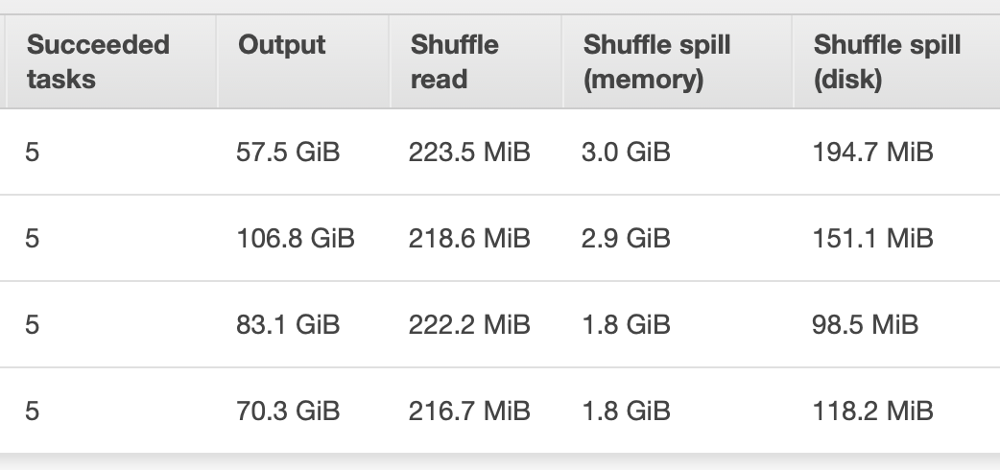 Succeeded tasks Output Shuffle read Shuffle spill (memory) Shuffle spill (disk)
5 57.5 GiB 223.5 MiB 3.0 GiB 194.7 MiB
5 106.8 GiB 218.6 MiB 2.9 GiB 151.1 MiB
5 83.1 GiB 222.2 MiB 1.8 GiB 98.5 MiB
5 70.3 GiB 216.7 MiB 1.8 GiB 118.2 MiB